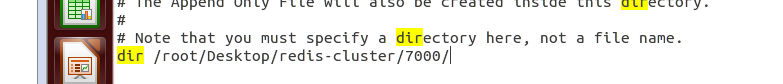 # The Append Only File will also be created inside this directory.
#
# Note that you must specify a directory here, not a file name.
dir /root/Desktop/redis-cluster/7000/